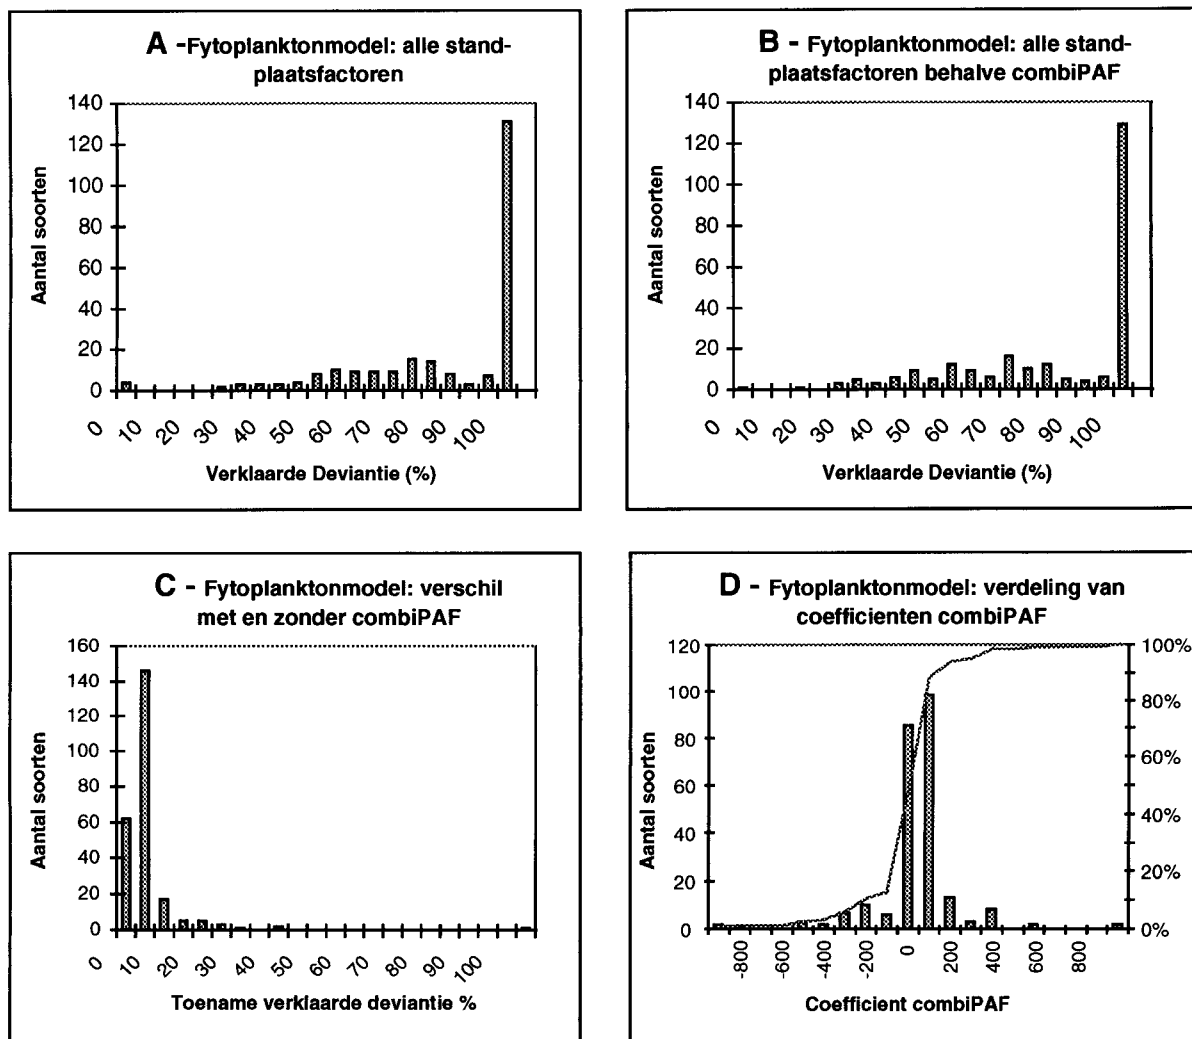 A -Fytoplanktonmodel: alle stand-
plaatsfactoren
140
120
100
80
60
40
20
0
Aantal soorten
0 10 20 30 40 50 60 70 80 90 100
Verklaarde Deviantie (%)
B - Fytoplanktonmodel: alle stand-
plaatsfactoren behalve combiPAF
140
120
100
80
60
40
20
0
Aantal soorten
0 10 20 30 40 50 60 70 80 90 100
Verklaarde Deviantie (%)
C - Fytoplanktonmodel: verschil
met en zonder combiPAF
160
140
120
100
80
60
40
20
0
Aantal soorten
0 10 20 30 40 50 60 70 80 90 100
Toename verklaarde deviantie %
D - Fytoplanktonmodel: verdeling van
coefficienten combiPAF
120
100
80
60
40
20
0
Aantal soorten
100%
80%
60%
40%
20%
0%
-800 -600 -400 -200 0 200 400 600 800
Coefficient combiPAF